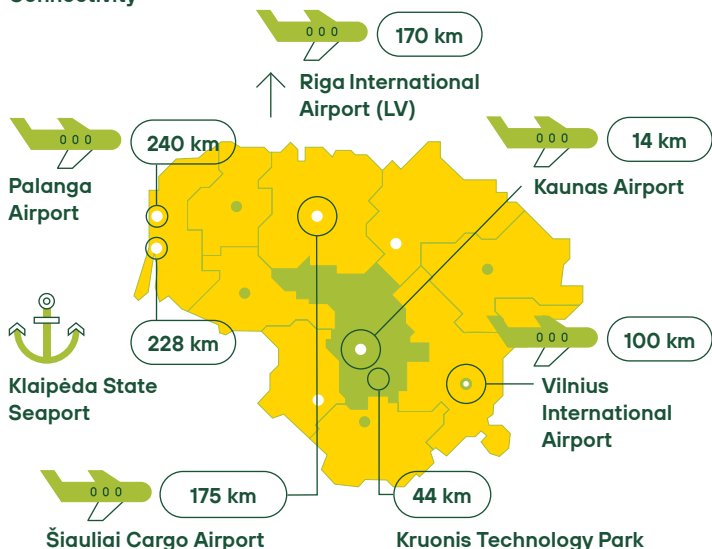 Connectivity
170 km
Riga International
Airport (LV)
240 km
Palanga
Airport
14 km
Kaunas Airport
228 km
Klaipėda State
Seaport
100 km
Vilnius
International
Airport
175 km
Šiauliai Cargo Airport
44 km
Kruonis Technology Park